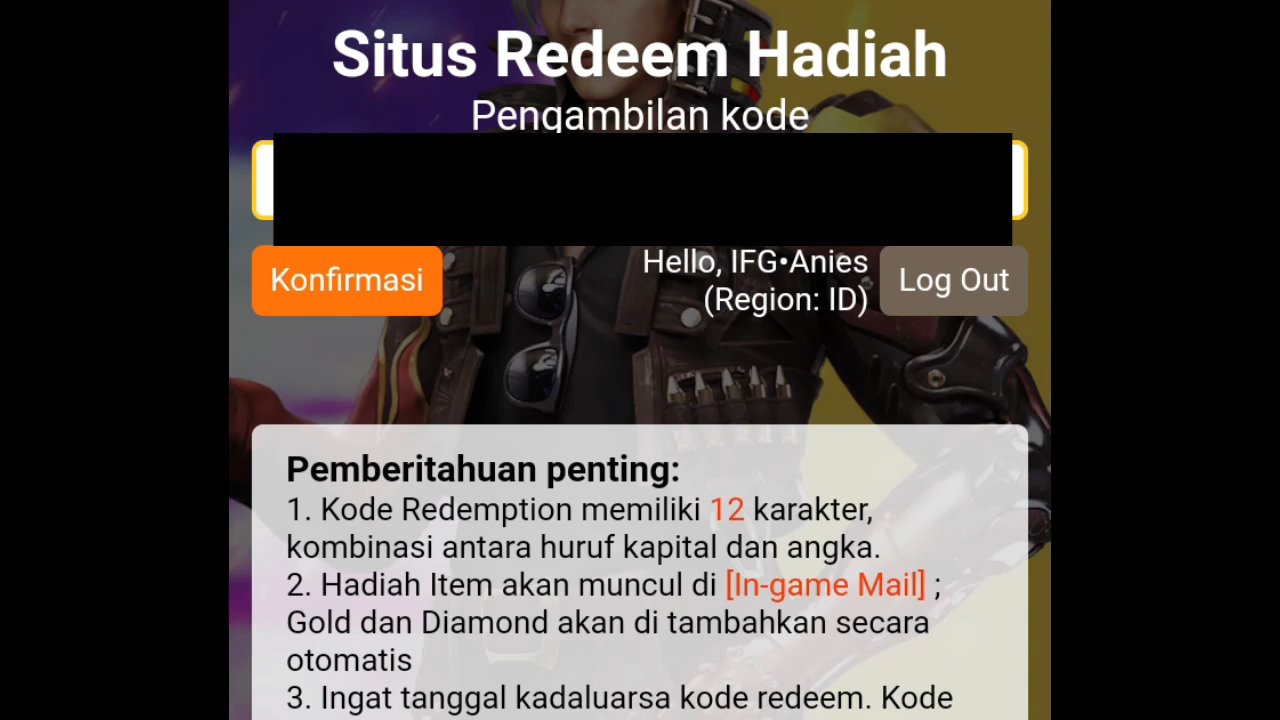 Situs Redeem Hadiah
Pengambilan kode
Konfirmasi
Hello, IFG•Anies
(Region: ID)
Log Out
Pemberitahuan penting:
1. Kode Redemption memiliki 12 karakter,
kombinasi antara huruf kapital dan angka.
2. Hadiah Item akan muncul di [In-game Mail] ;
Gold dan Diamond akan di tambahkan secara
otomatis
3. Ingat tanggal kadaluarsa kode redeem. Kode